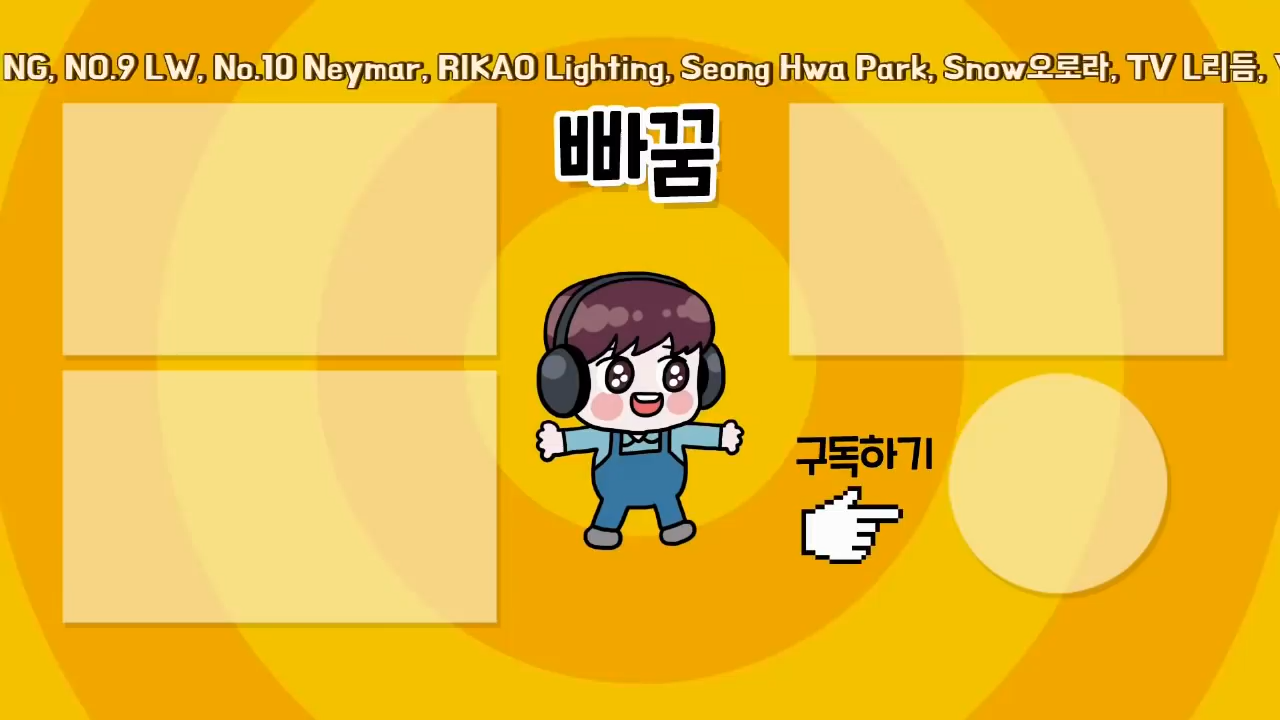 NG, NO.9 LW, No.10 Neymar, RIKAO Lighting, Seong Hwa Park, Snow오로라, TV L리듬,
빠꿈
구독하기